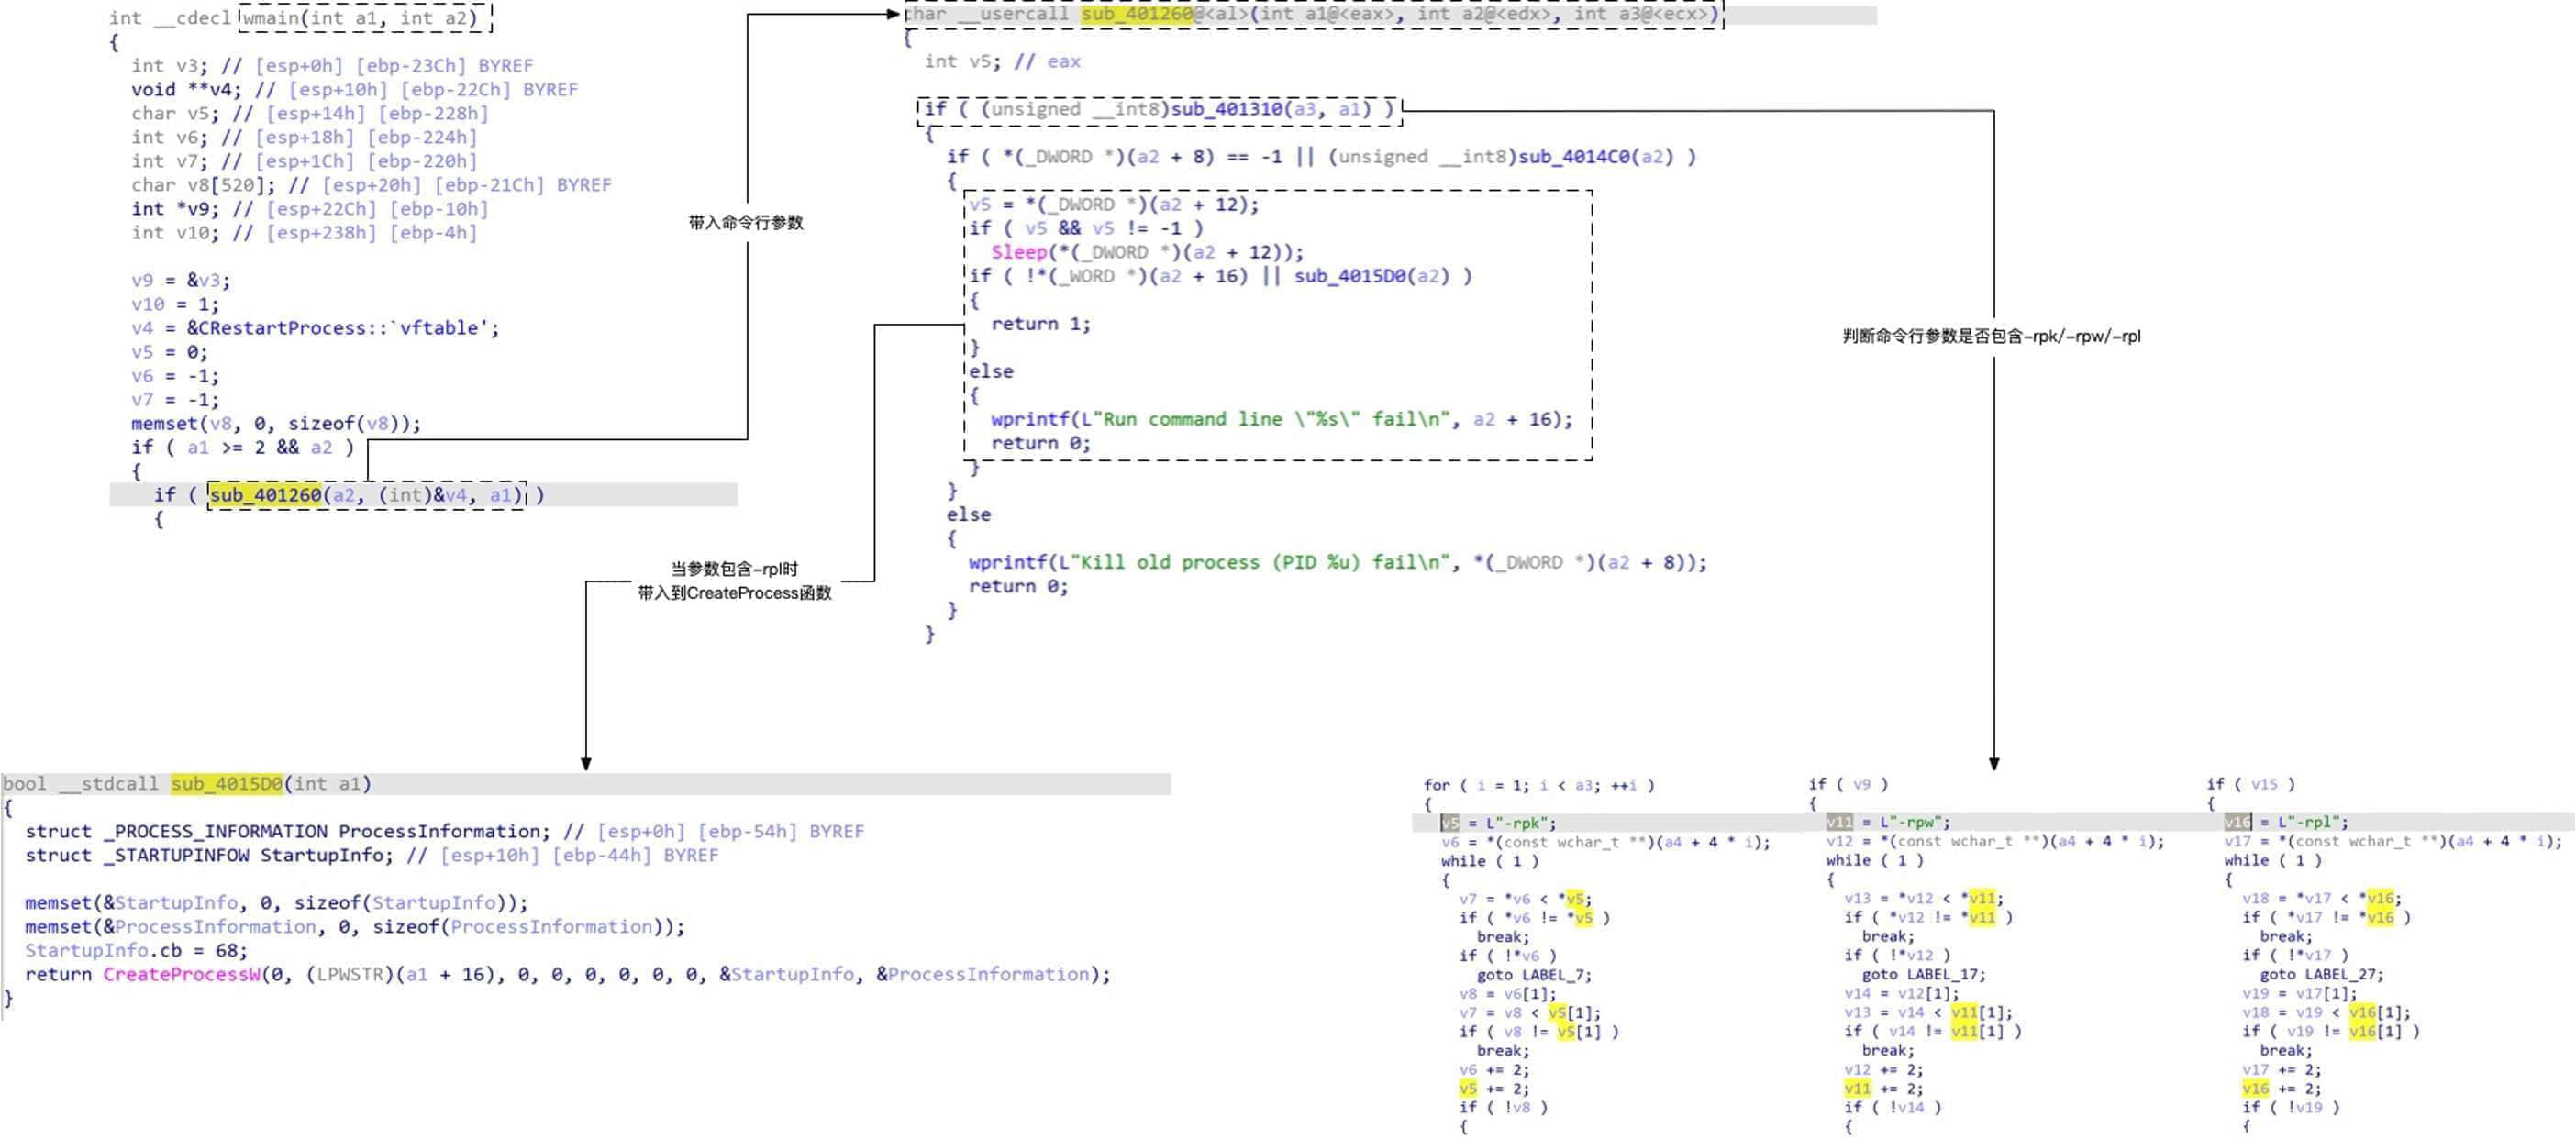 int __cdecl wmain(int a1, int a2)
{
int v3; // [esp+0h] [ebp-23Ch] BYREF
void **v4; // [esp+10h] [ebp-22Ch] BYREF
char v5; // [esp+14h] [ebp-228h]
int v6; // [esp+18h] [ebp-224h]
int v7; // [esp+1Ch] [ebp-220h]
char v8[520]; // [esp+20h] [ebp-21Ch] BYREF
int *v9; // [esp+22Ch] [ebp-10h]
int v10; // [esp+238h] [ebp-4h]
v9 = &v3;
v10 = 1;
v4 = &CRestartProcess::`vftable';
v5 = 0;
v6 = -1;
v7 = -1;
memset(v8, 0, sizeof(v8));
if ( a1 >= 2 && a2 )
{
if ( sub_401260(a2, (int)&v4, a1) )
{
带入命令行参数
char __usercall sub_401260@<al>(int a1@<eax>, int a2@<edx>, int a3@<ecx>)
{
int v5; // eax
if ( (unsigned __int8)sub_401310(a3, a1) )
{
if ( *(_DWORD *)(a2 + 8) == -1 || (unsigned __int8)sub_4014C0(a2) )
{
v5 = *(_DWORD *)(a2 + 12);
if ( v5 && v5 != -1 )
Sleep(*(_DWORD *)(a2 + 12));
if ( !*(_WORD *)(a2 + 16) || sub_4015D0(a2) )
{
return 1;
}
else
{
wprintf(L"Run command line \"%s\" fail\n", a2 + 16);
return 0;
}
}
else
{
wprintf(L"Kill old process (PID %u) fail\n", *(_DWORD *)(a2 + 8));
return 0;
}
}
判断命令行参数是否包含-rpk/-rpw/-rpl
当参数包含-rpl时
带入到CreateProcess函数
bool __stdcall sub_4015D0(int a1)
{
struct _PROCESS_INFORMATION ProcessInformation; // [esp+0h] [ebp-54h] BYREF
struct _STARTUPINFOW StartupInfo; // [esp+10h] [ebp-44h] BYREF
memset(&StartupInfo, 0, sizeof(StartupInfo));
memset(&ProcessInformation, 0, sizeof(ProcessInformation));
StartupInfo.cb = 68;
return CreateProcessW(0, (LPWSTR)(a1 + 16), 0, 0, 0, 0, 0, 0, &StartupInfo, &ProcessInformation);
}
for ( i = 1; i < a3; ++i )
{
v5 = L"-rpk";
v6 = *(const wchar_t **)(a4 + 4 * i);
while ( 1 )
{
v7 = *v6 < *v5;
if ( *v6 != *v5 )
break;
if ( !*v6 )
goto LABEL_7;
v8 = v6[1];
v7 = v8 < v5[1];
if ( v8 != v5[1] )
break;
v6 += 2;
v5 += 2;
if ( !v8 )
{
if ( v9 )
{
v11 = L"-rpw";
v12 = *(const wchar_t **)(a4 + 4 * i);
while ( 1 )
{
v13 = *v12 < *v11;
if ( *v12 != *v11 )
break;
if ( !*v12 )
goto LABEL_17;
v14 = v12[1];
v13 = v14 < v11[1];
if ( v14 != v11[1] )
break;
v12 += 2;
v11 += 2;
if ( !v14 )
{
if ( v15 )
{
v16 = L"-rpl";
v17 = *(const wchar_t **)(a4 + 4 * i);
while ( 1 )
{
v18 = *v17 < *v16;
if ( *v17 != *v16 )
break;
if ( !*v17 )
goto LABEL_27;
v19 = v17[1];
v18 = v19 < v16[1];
if ( v19 != v16[1] )
break;
v17 += 2;
v16 += 2;
if ( !v19 )
{